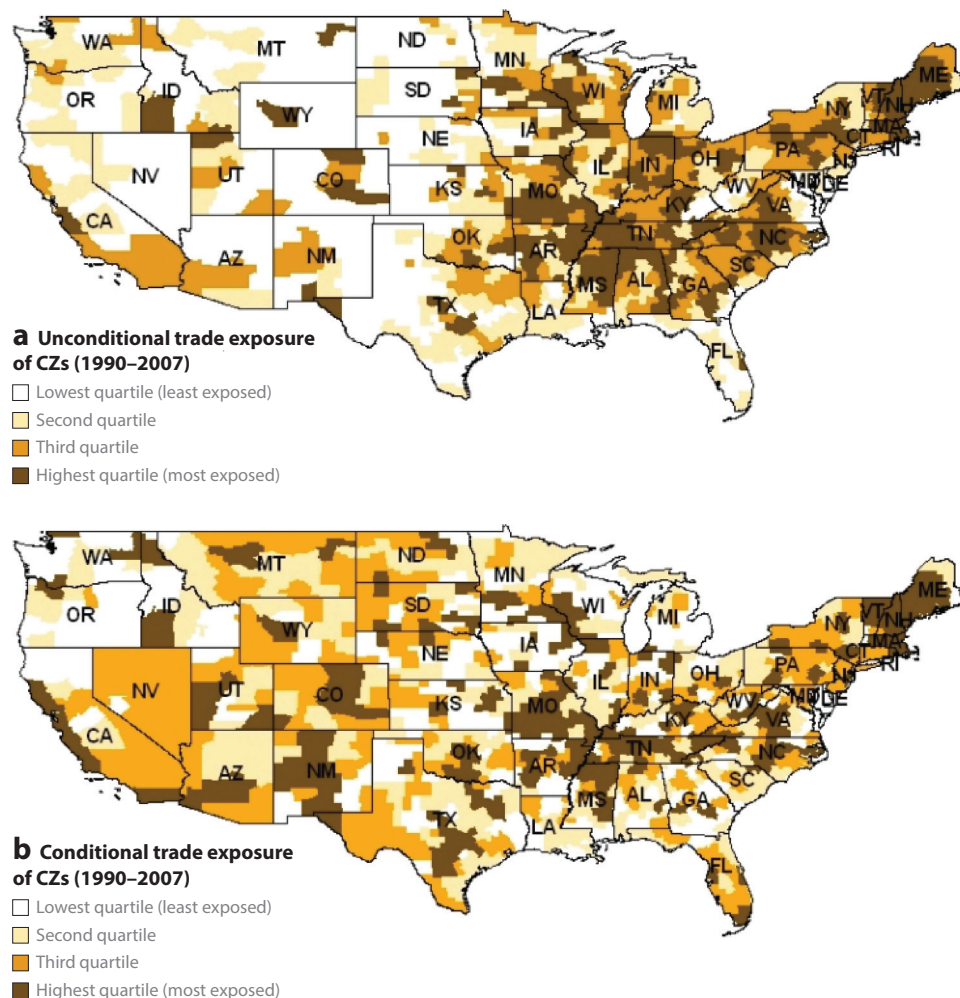 WA
MT
ND
MN
ME
OR
ID
SD
WI
MI
NY
VT
NH
MA
CT
RI
WY
IA
NE
PA
NJ
NV
UT
CO
IL
IN
OH
WV
MD
DE
KS
MO
KY
VA
CA
AZ
NM
OK
AR
TN
NC
MS
AL
GA
SC
TX
LA
FL
a Unconditional trade exposure
of CZs (1990–2007)
Lowest quartile (least exposed)
Second quartile
Third quartile
Highest quartile (most exposed)
WA
MT
ND
MN
ME
OR
ID
SD
WI
MI
NY
VT
NH
MA
CT
RI
WY
IA
NE
PA
NJ
NV
UT
CO
IL
IN
OH
WV
MD
DE
KS
MO
KY
VA
CA
AZ
NM
OK
AR
TN
NC
MS
AL
GA
SC
TX
LA
FL
b Conditional trade exposure
of CZs (1990–2007)
Lowest quartile (least exposed)
Second quartile
Third quartile
Highest quartile (most exposed)